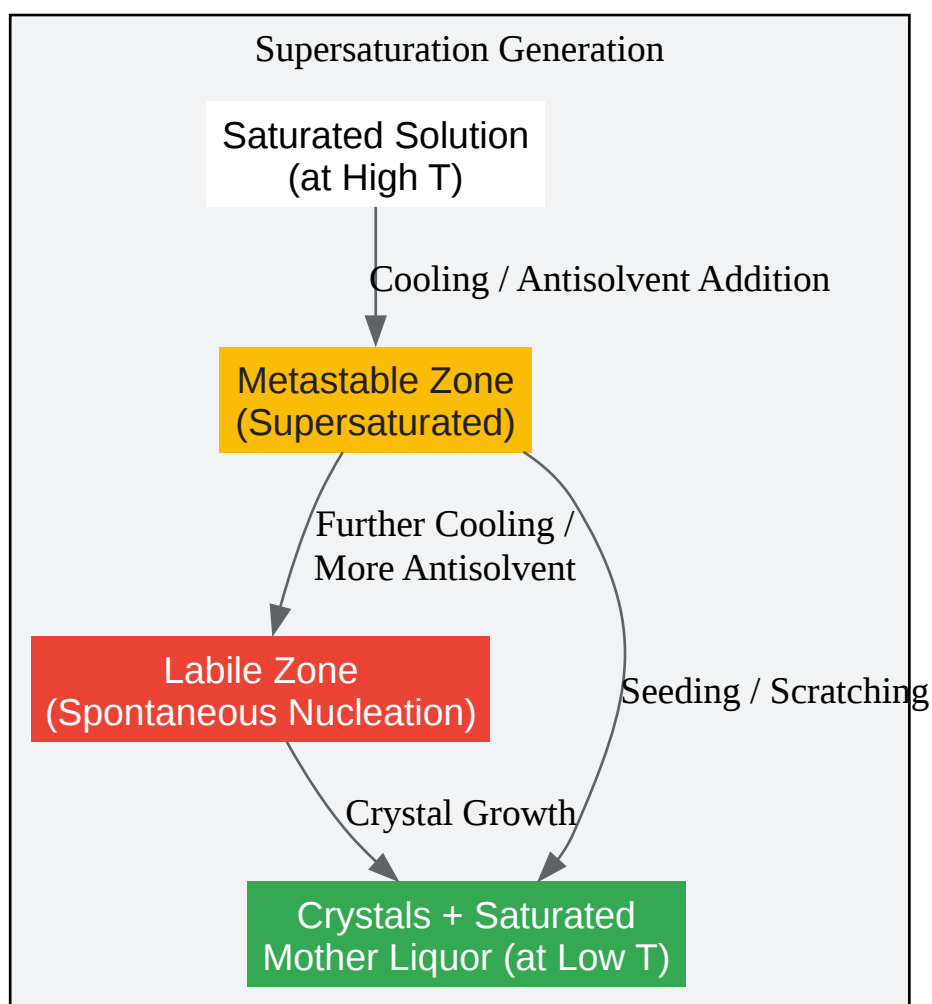 Supersaturation Generation
Saturated Solution
(at High T)
Cooling / Antisolvent Addition
Metastable Zone
(Supersaturated)
Further Cooling /
More Antisolvent
Labile Zone
(Spontaneous Nucleation)
Seeding / Scratching
Crystal Growth
Crystals + Saturated
Mother Liquor (at Low T)